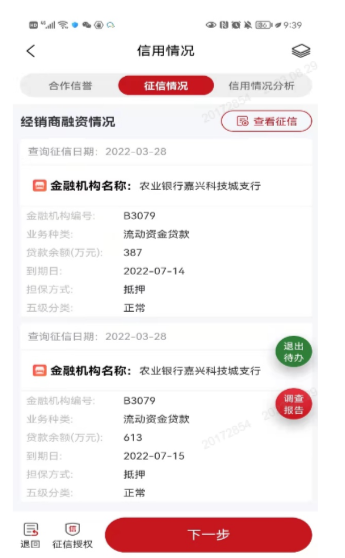 9:39
信用情况
合作信誉
征信情况
信用情况分析
经销商融资情况
查看征信
查询征信日期: 2022-03-28
金融机构名称: 农业银行嘉兴科技城支行
金融机构编号: B3079
业务种类: 流动资金贷款
贷款余额(万元): 387
到期日: 2022-07-14
担保方式: 抵押
五级分类: 正常
查询征信日期: 2022-03-28
退出
待办
金融机构名称: 农业银行嘉兴科技城支行
金融机构编号: B3079
调查
报告
业务种类: 流动资金贷款
贷款余额(万元): 613
到期日: 2022-07-15
担保方式: 抵押
五级分类: 正常
退回
征信授权
下一步
20172854